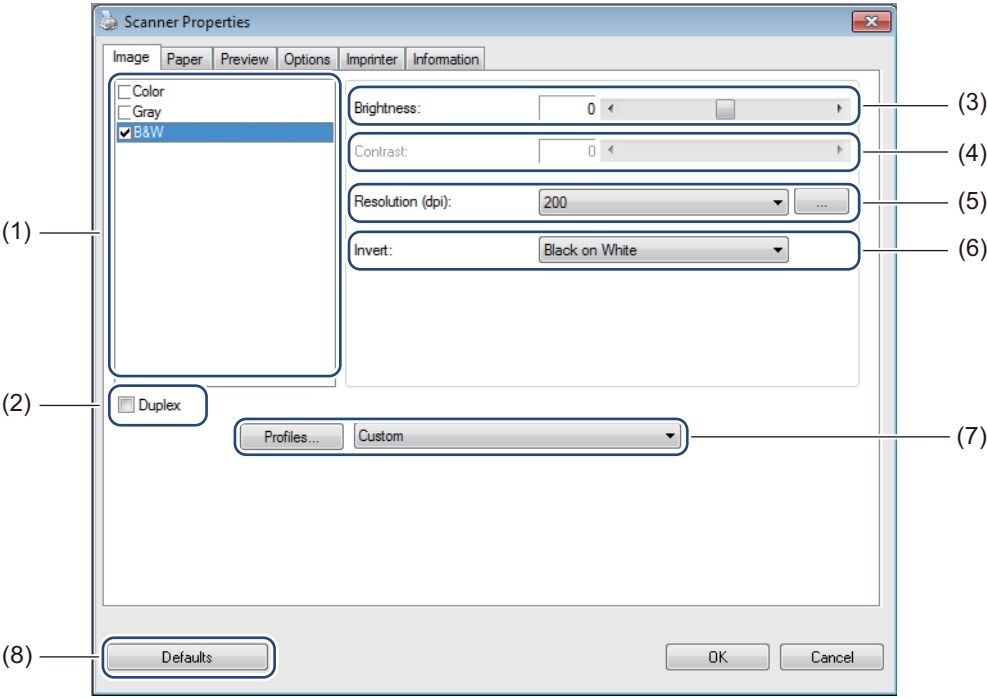 Scanner Properties
Image Paper Preview Options Imprinter Information
Color
Gray
B&W
Brightness: 0
Contrast: 0
Resolution (dpi): 200 ...
Invert: Black on White
Duplex
Profiles... Custom
Defaults OK Cancel
(1)
(2)
(3)
(4)
(5)
(6)
(7)
(8)